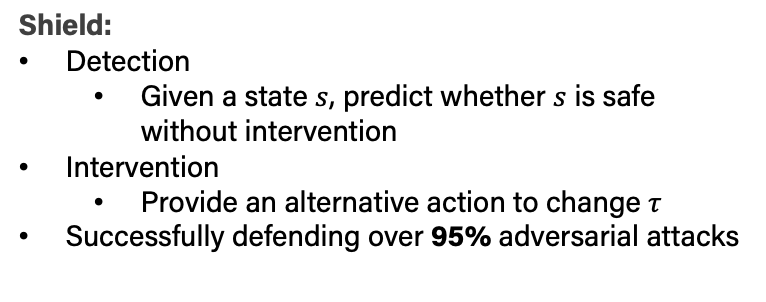 Shield:
• Detection
• Given a state s, predict whether s is safe
without intervention
• Intervention
• Provide an alternative action to change τ
• Successfully defending over 95% adversarial attacks